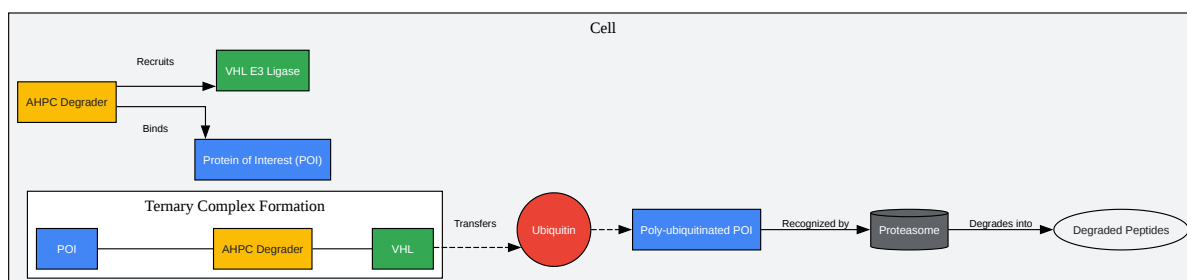 Cell
Recruits
VHL E3 Ligase
AHPC Degrader
Binds
Protein of Interest (POI)
Ternary Complex Formation
POI
AHPC Degrader
VHL
Transfers
Ubiquitin
Poly-ubiquitinated POI
Recognized by
Proteasome
Degrades into
Degraded Peptides